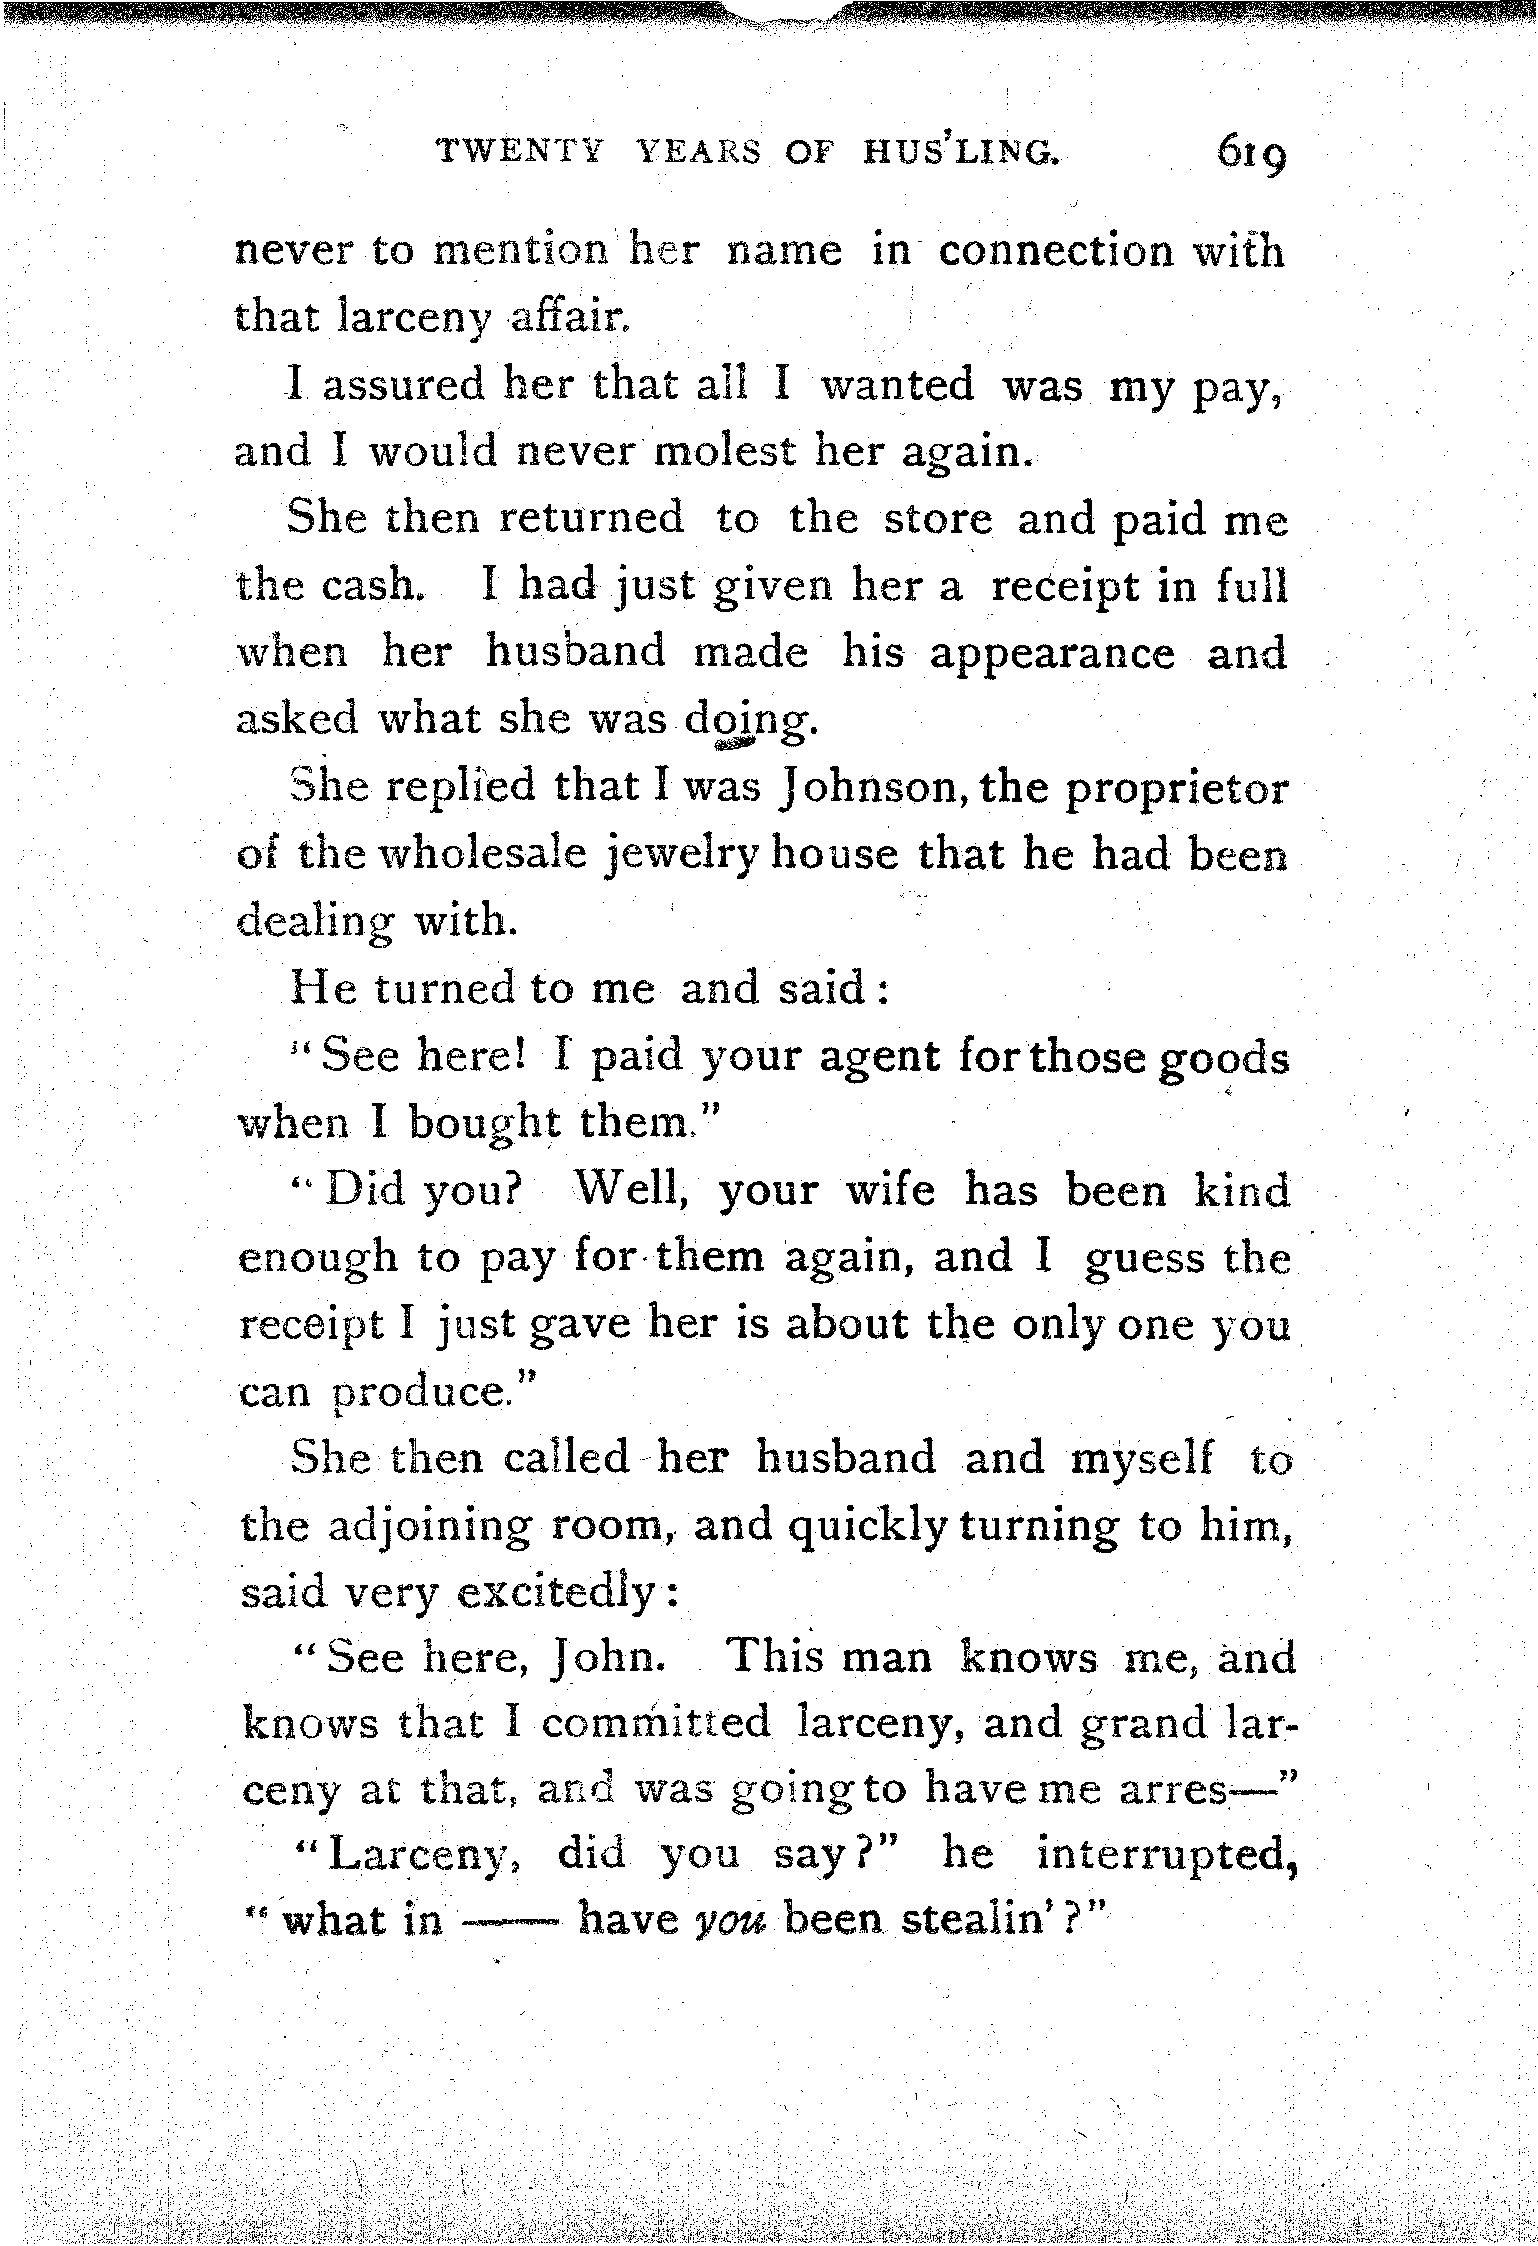 TWENTY YEARS OF HUS'LING. 619
never to mention her name in connection with
that larceny affair.
I assured her that all I wanted was my pay,
and I would never molest her again.
She then returned to the store and paid me
the cash. I had just given her a receipt in full
when her husband made his appearance and
asked what she was doing.
She replied that I was Johnson, the proprietor
of the wholesale jewelry house that he had been
dealing with.
He turned to me and said:
"See here! I paid your agent for those goods
when I bought them."
"Did you? Well, your wife has been kind
enough to pay for them again, and I guess the
receipt I just gave her is about the only one you
can produce."
She then called her husband and myself to
the adjoining room, and quickly turning to him,
said very excitedly:
"See here, John. This man knows me, and
knows that I committed larceny, and grand lar-
ceny at that, and was going to have me arres—"
"Larceny, did you say?" he interrupted,
"what in —— have you been stealin'?"